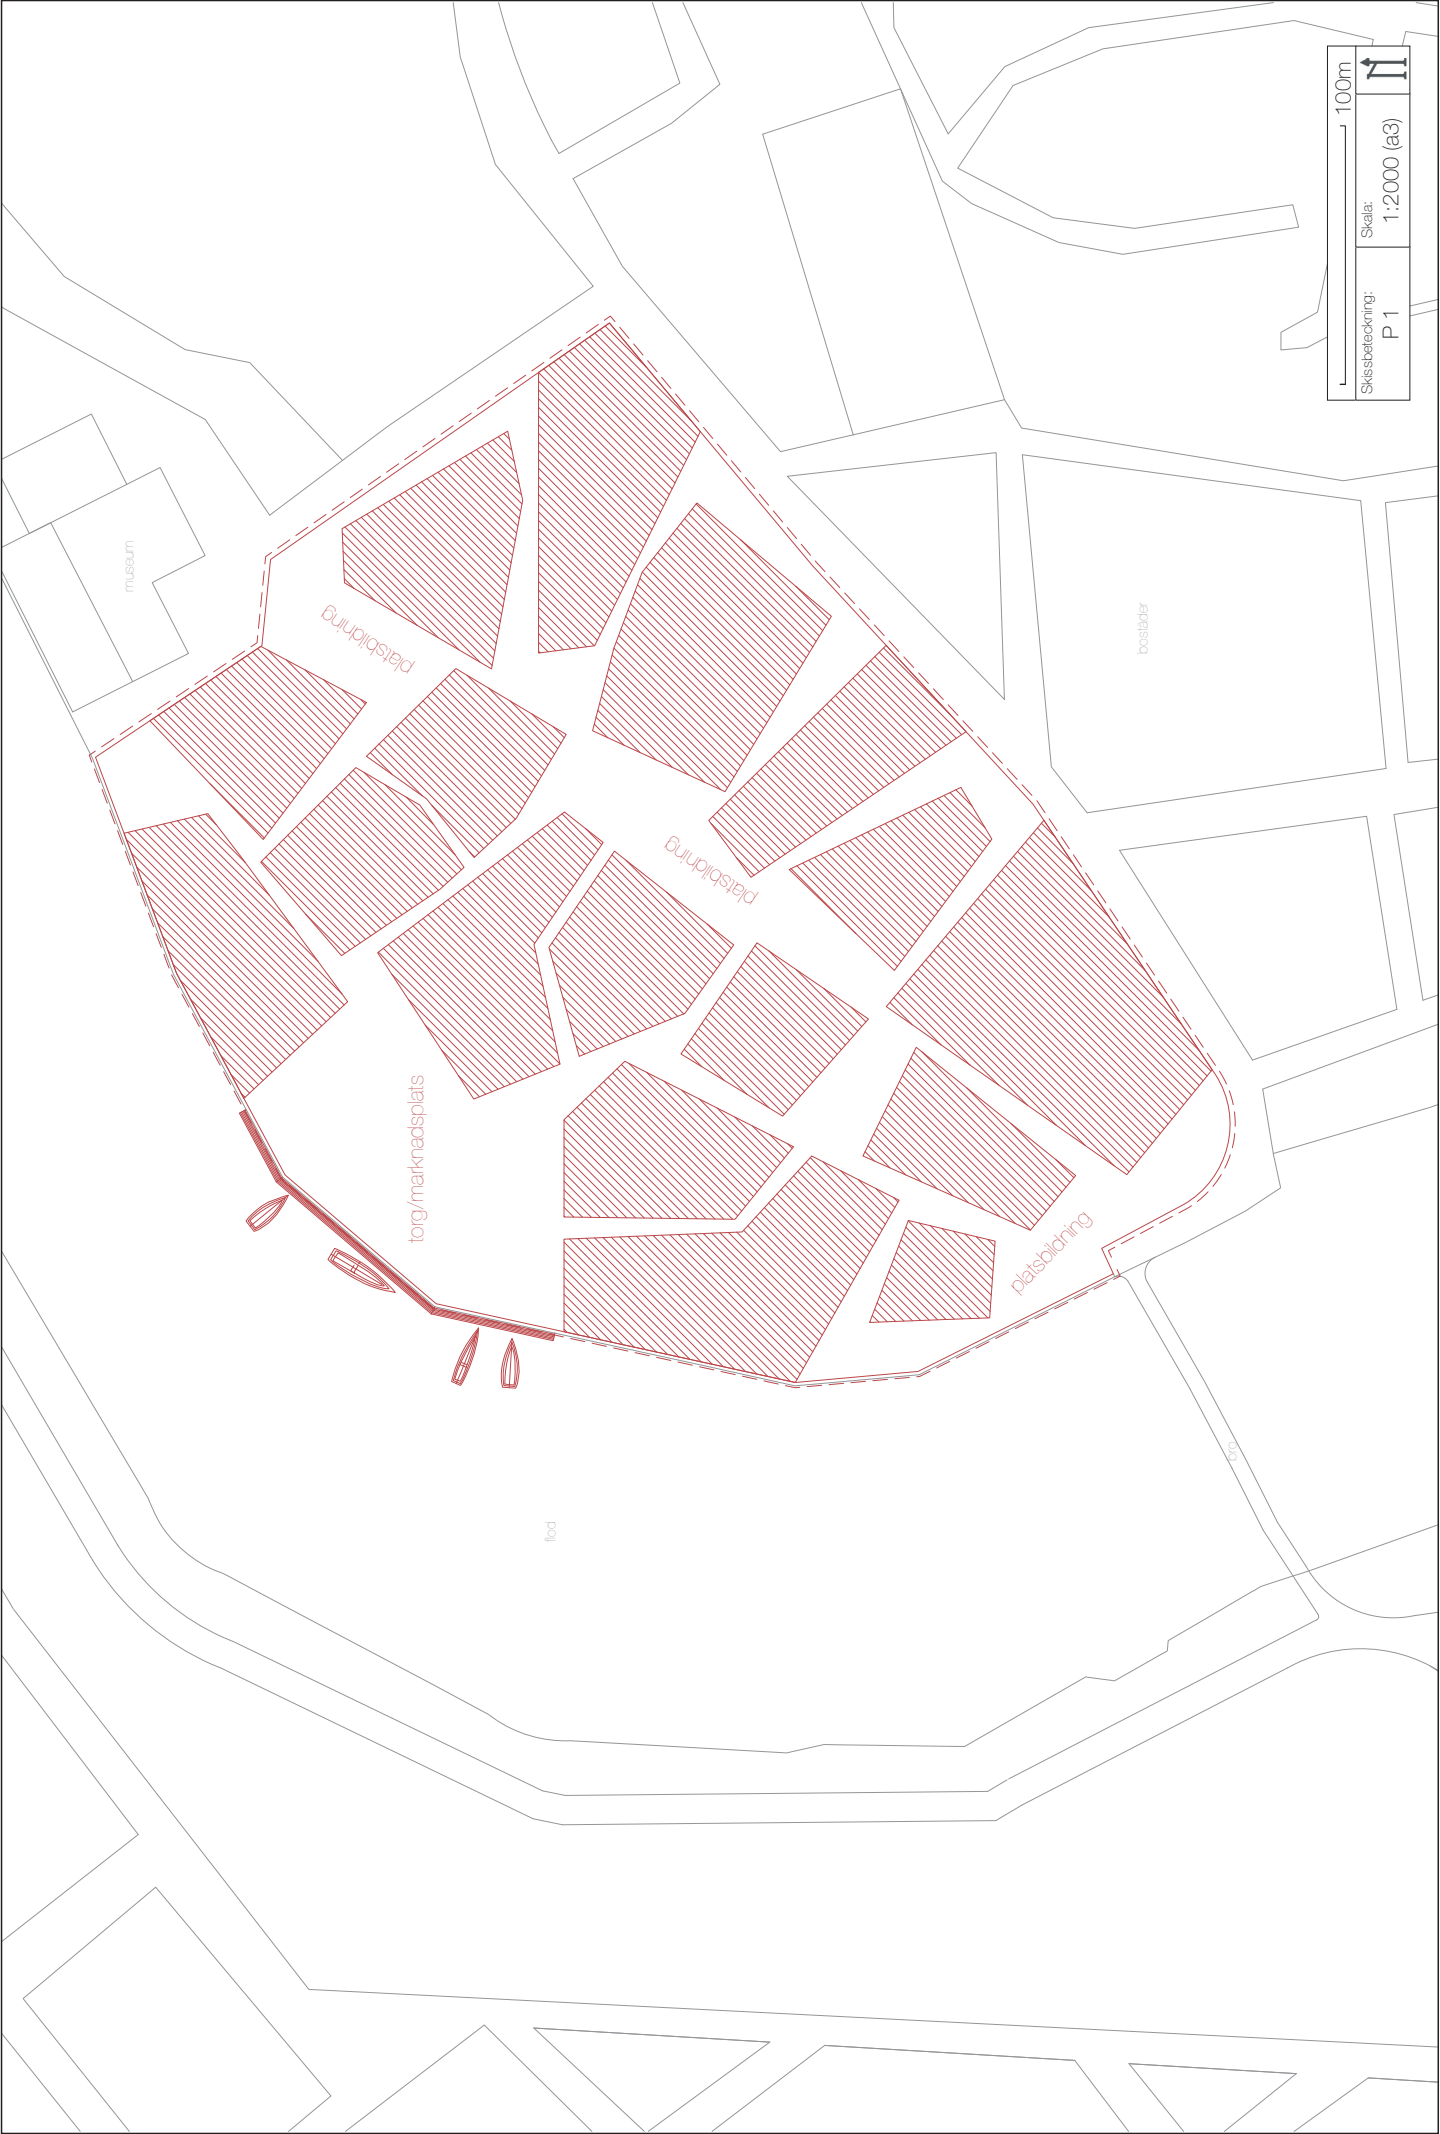 museum
platsbildning
bostäder
platsbildning
torg/marknadsplats
platsbildning
bro
flod
100m
Skissbeteckning:
P 1
Skala:
1:2000 (a3)